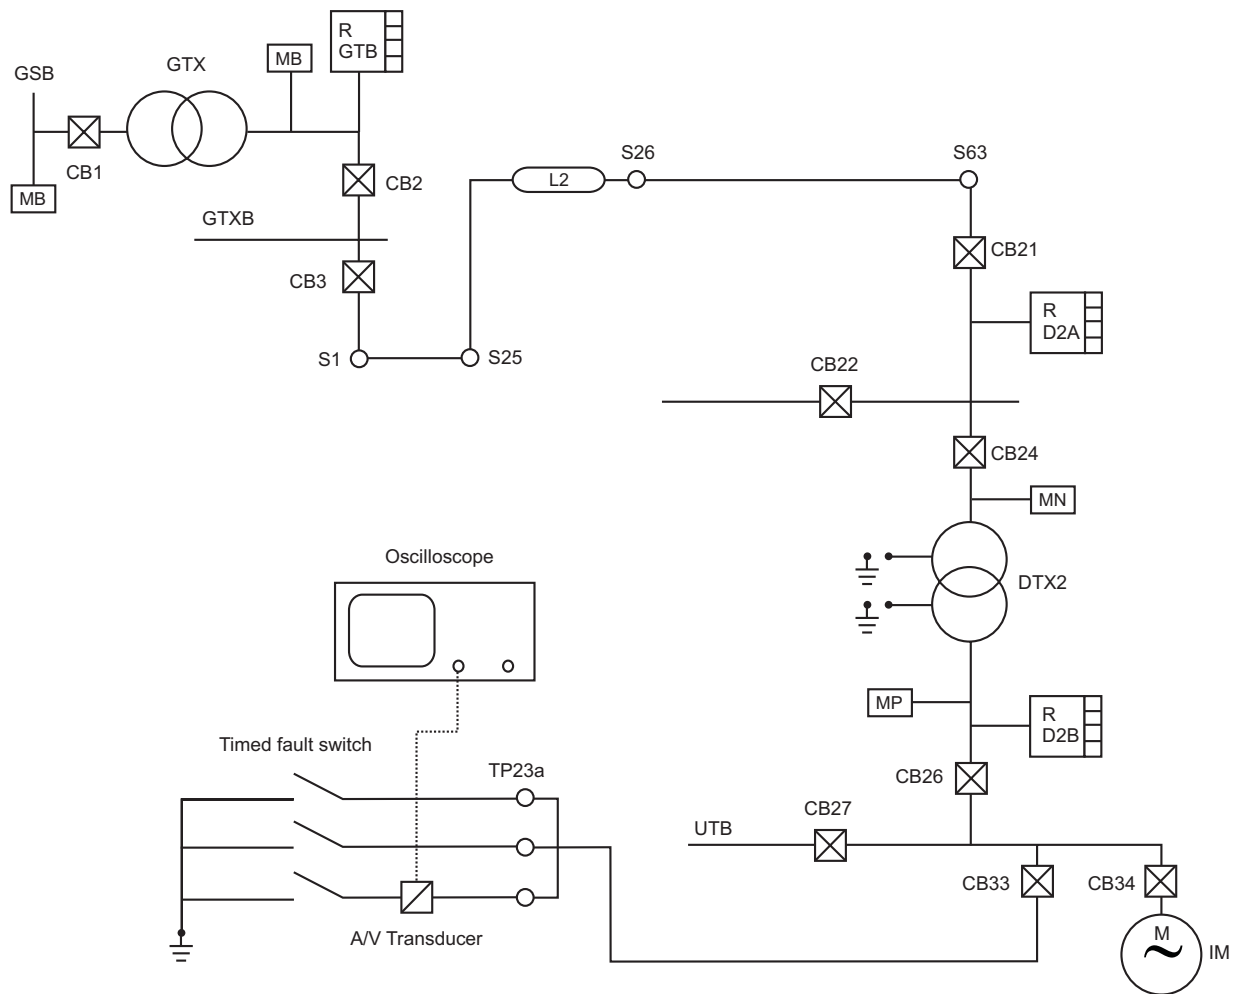 GSB
GTX
MB
R
GTB
CB1
MB
CB2
GTXB
CB3
S1
S25
L2
S26
S63
CB21
R
D2A
CB22
CB24
MN
DTX2
Oscilloscope
MP
R
D2B
CB26
Timed fault switch
TP23a
UTB
CB27
CB33
CB34
A/V Transducer
M
IM